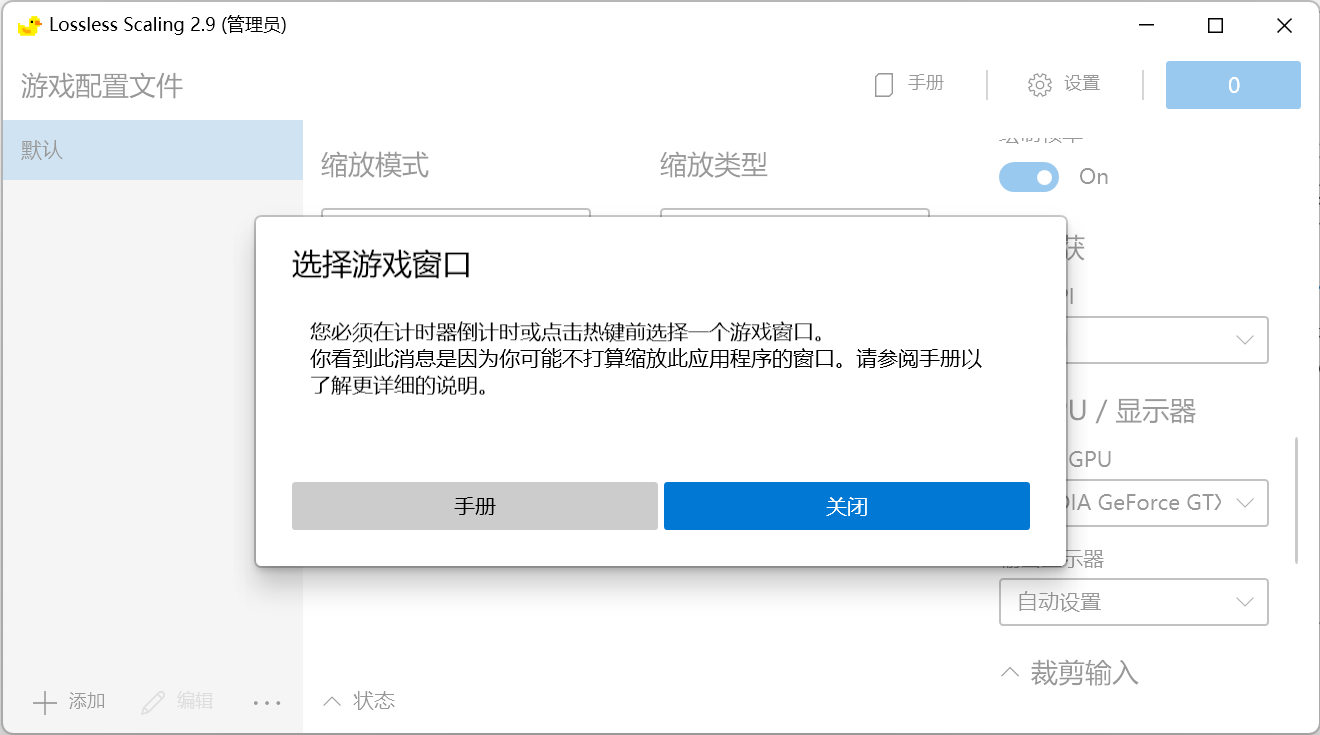 Lossless Scaling 2.9 (管理员)
游戏配置文件
手册
设置
0
默认
缩放模式
缩放类型
On
获
选择游戏窗口
您必须在计时器倒计时或点击热键前选择一个游戏窗口。
你看到此消息是因为你可能不打算缩放此应用程序的窗口。请参阅手册以
了解更详细的说明。
手册
关闭
U / 显示器
GPU
DIA GeForce GTX
示器
自动设置
裁剪输入
添加
编辑
状态